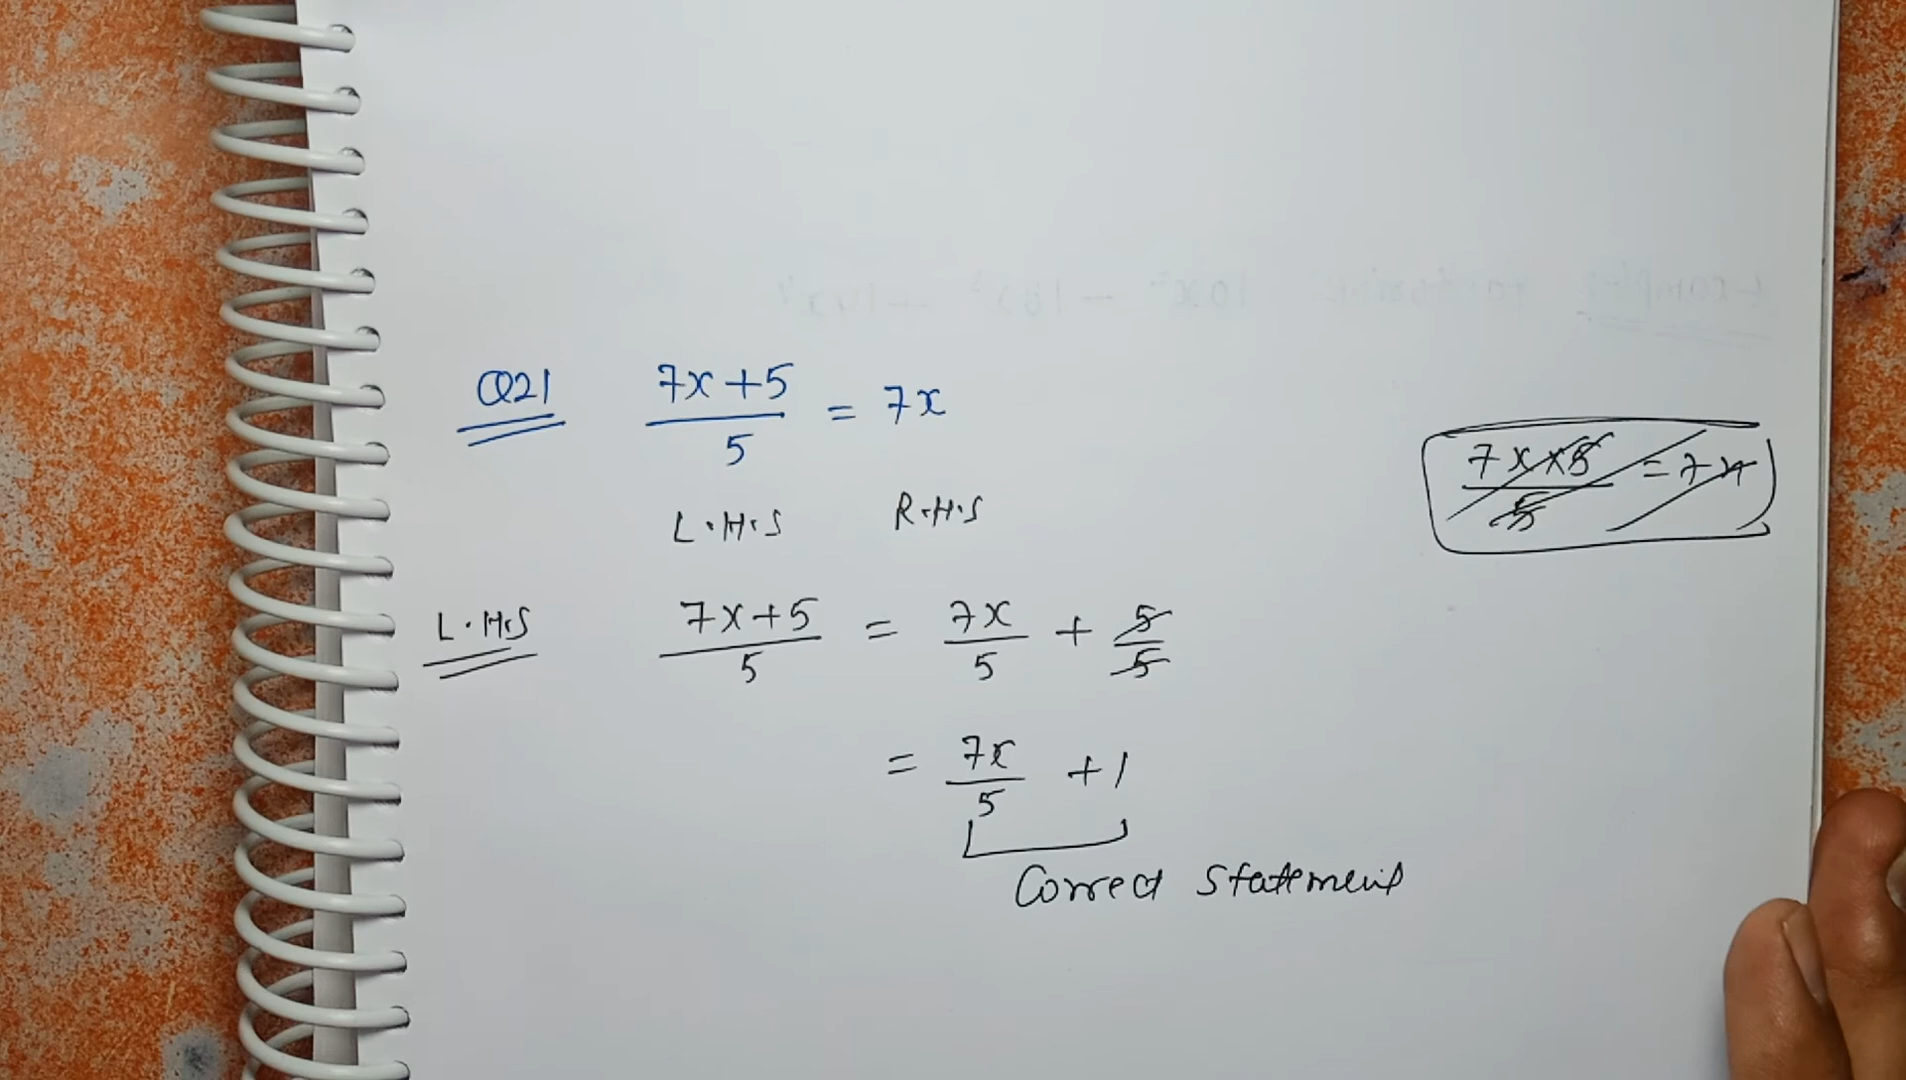 Q21 (7x+5)/5 = 7x
L.H.S R.H.S
(7x×5)/5 = 7x
L.H.S (7x+5)/5 = 7x/5 + 5/5
= 7x/5 +1
Correct Statement